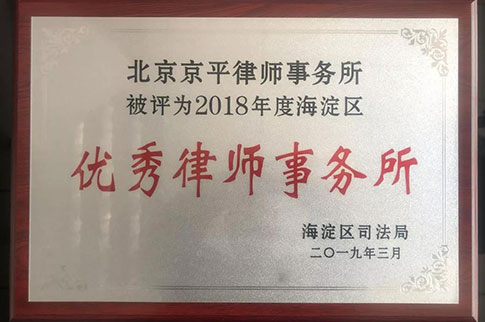 北京京平律师事务所
被评为2018年度海淀区
优秀律师事务所
海淀区司法局
二〇一九年三月